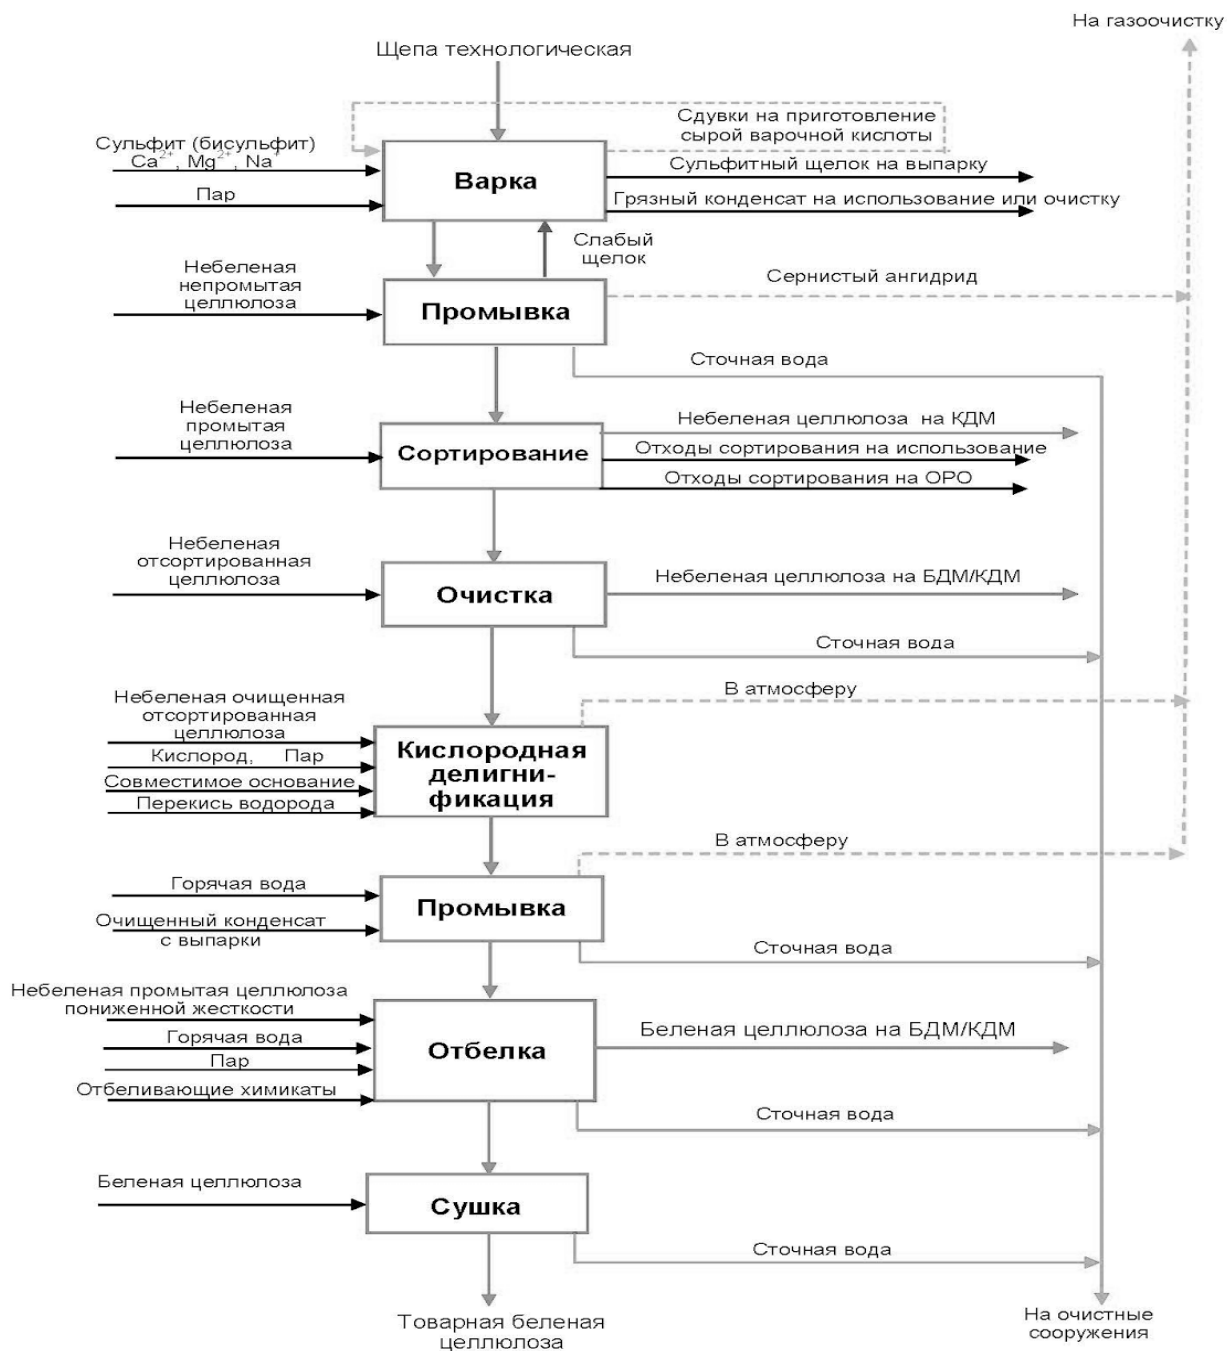 На газоочистку
Щепа технологическая
Сдувки на приготовление
сырой варочной кислоты
Сульфит (бисульфит)
Ca²⁺, Mg²⁺, Na⁺
Пар
Варка
Сульфитный щелок на выпарку
Грязный конденсат на использование или очистку
Слабый
щелок
Небеленая
непромытая
целлюлоза
Промывка
Сернистый ангидрид
Сточная вода
Небеленая
промытая
целлюлоза
Сортирование
Небеленая целлюлоза на КДМ
Отходы сортирования на использование
Отходы сортирования на ОРО
Небеленая
отсортированная
целлюлоза
Очистка
Небеленая целлюлоза на БДМ/КДМ
Сточная вода
В атмосферу
Небеленая очищенная
отсортированная
целлюлоза
Кислород, Пар
Совместимое основание
Перекись водорода
Кислородная
делигни-
фикация
В атмосферу
Горячая вода
Очищенный конденсат
с выпарки
Промывка
Сточная вода
Небеленая промытая целлюлоза
пониженной жесткости
Горячая вода
Пар
Отбеливающие химикаты
Отбелка
Беленая целлюлоза на БДМ/КДМ
Сточная вода
Беленая целлюлоза
Сушка
Сточная вода
Товарная беленая
целлюлоза
На очистные
сооружения